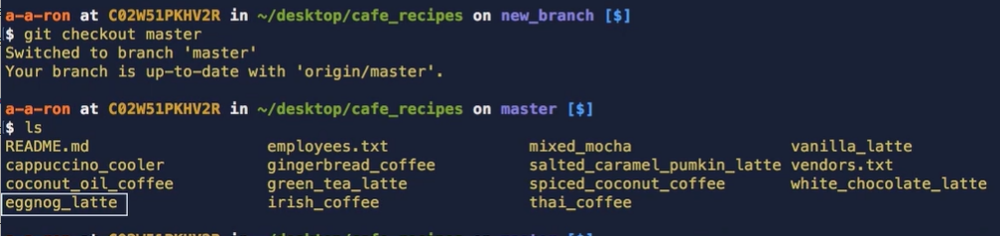 a-a-ron at C02W51PKHV2R in ~/desktop/cafe_recipes on new_branch [$]
$ git checkout master
Switched to branch 'master'
Your branch is up-to-date with 'origin/master'.
a-a-ron at C02W51PKHV2R in ~/desktop/cafe_recipes on master [$]
$ ls
README.md employees.txt mixed_mocha vanilla_latte
cappuccino_cooler gingerbread_coffee salted_caramel_pumkin_latte vendors.txt
coconut_oil_coffee green_tea_latte spiced_coconut_coffee white_chocolate_latte
eggnog_latte irish_coffee thai_coffee